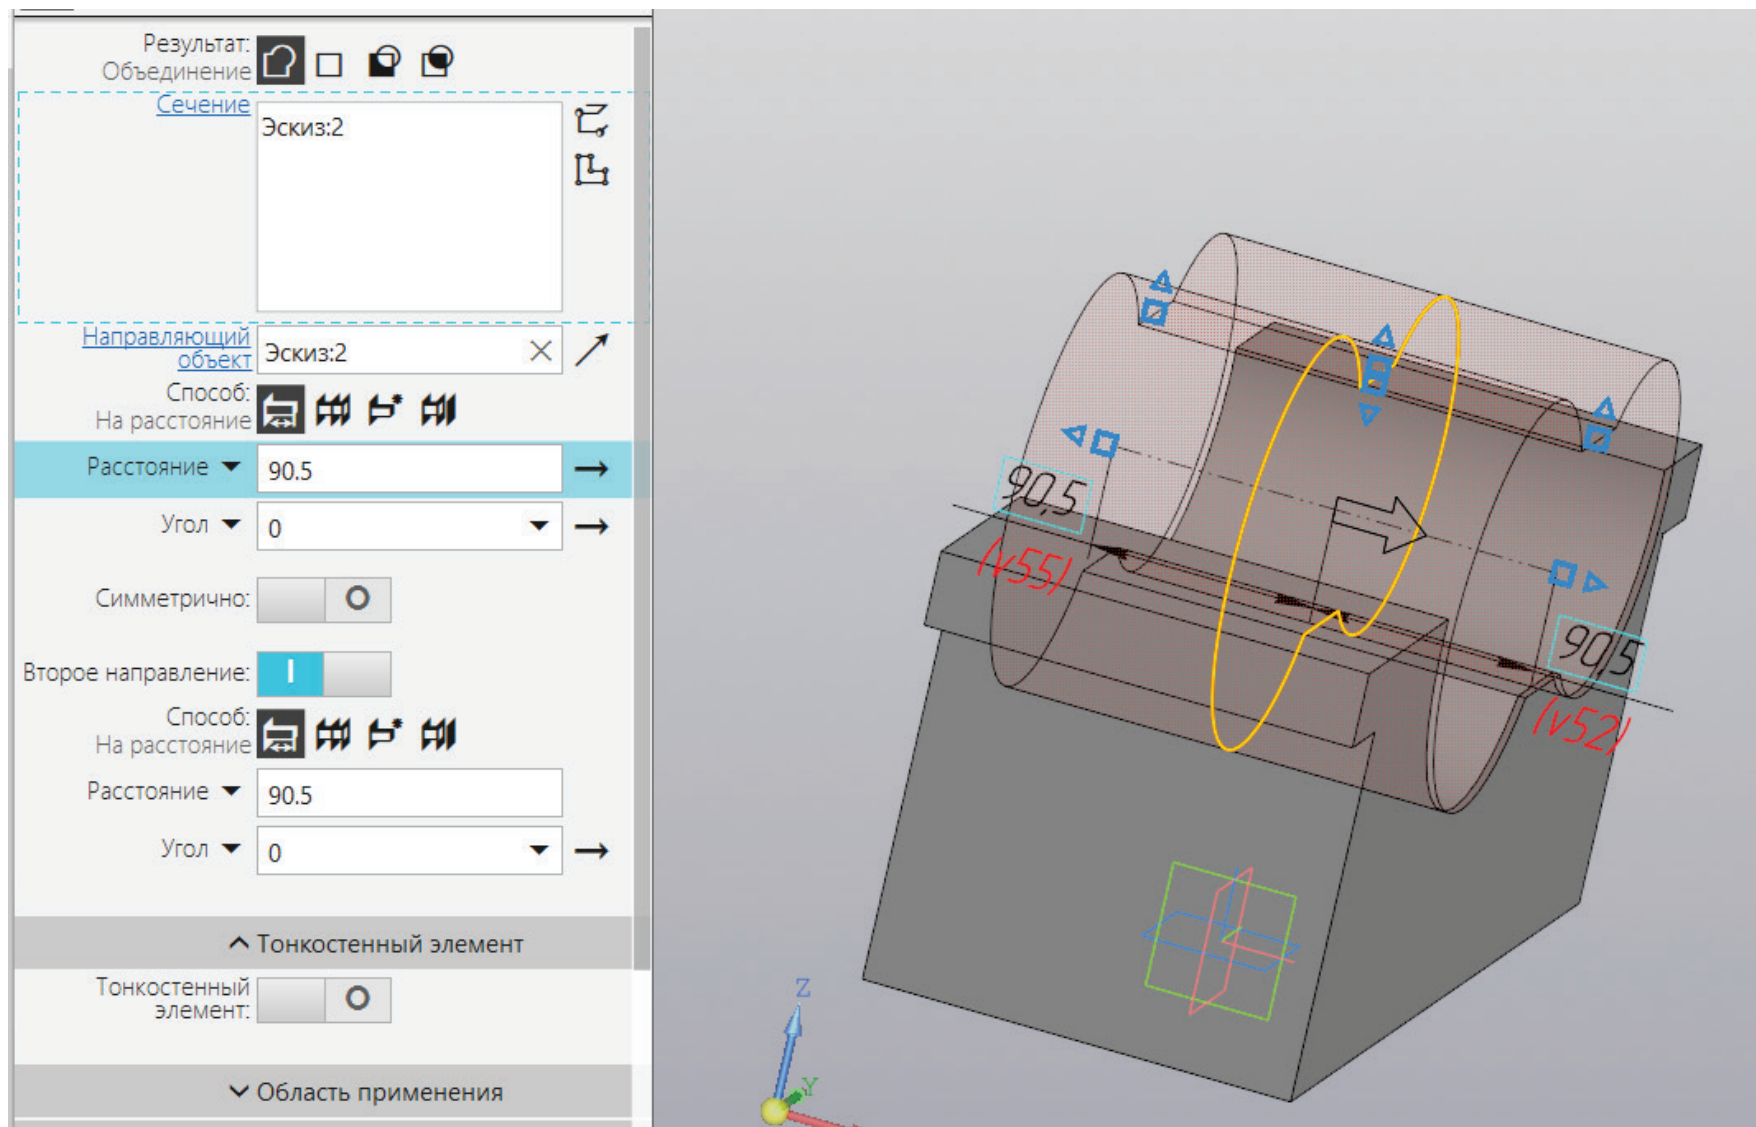 Результат:
Объединение
Сечение
Эскиз:2
Направляющий
объект
Эскиз:2
Способ:
На расстояние
Расстояние
90.5
Угол
0
Симметрично:
Второе направление:
Способ:
На расстояние
Расстояние
90.5
Угол
0
Тонкостенный элемент
Тонкостенный
элемент:
Область применения
90,5
(v55)
90,5
(v52)
Z
Y